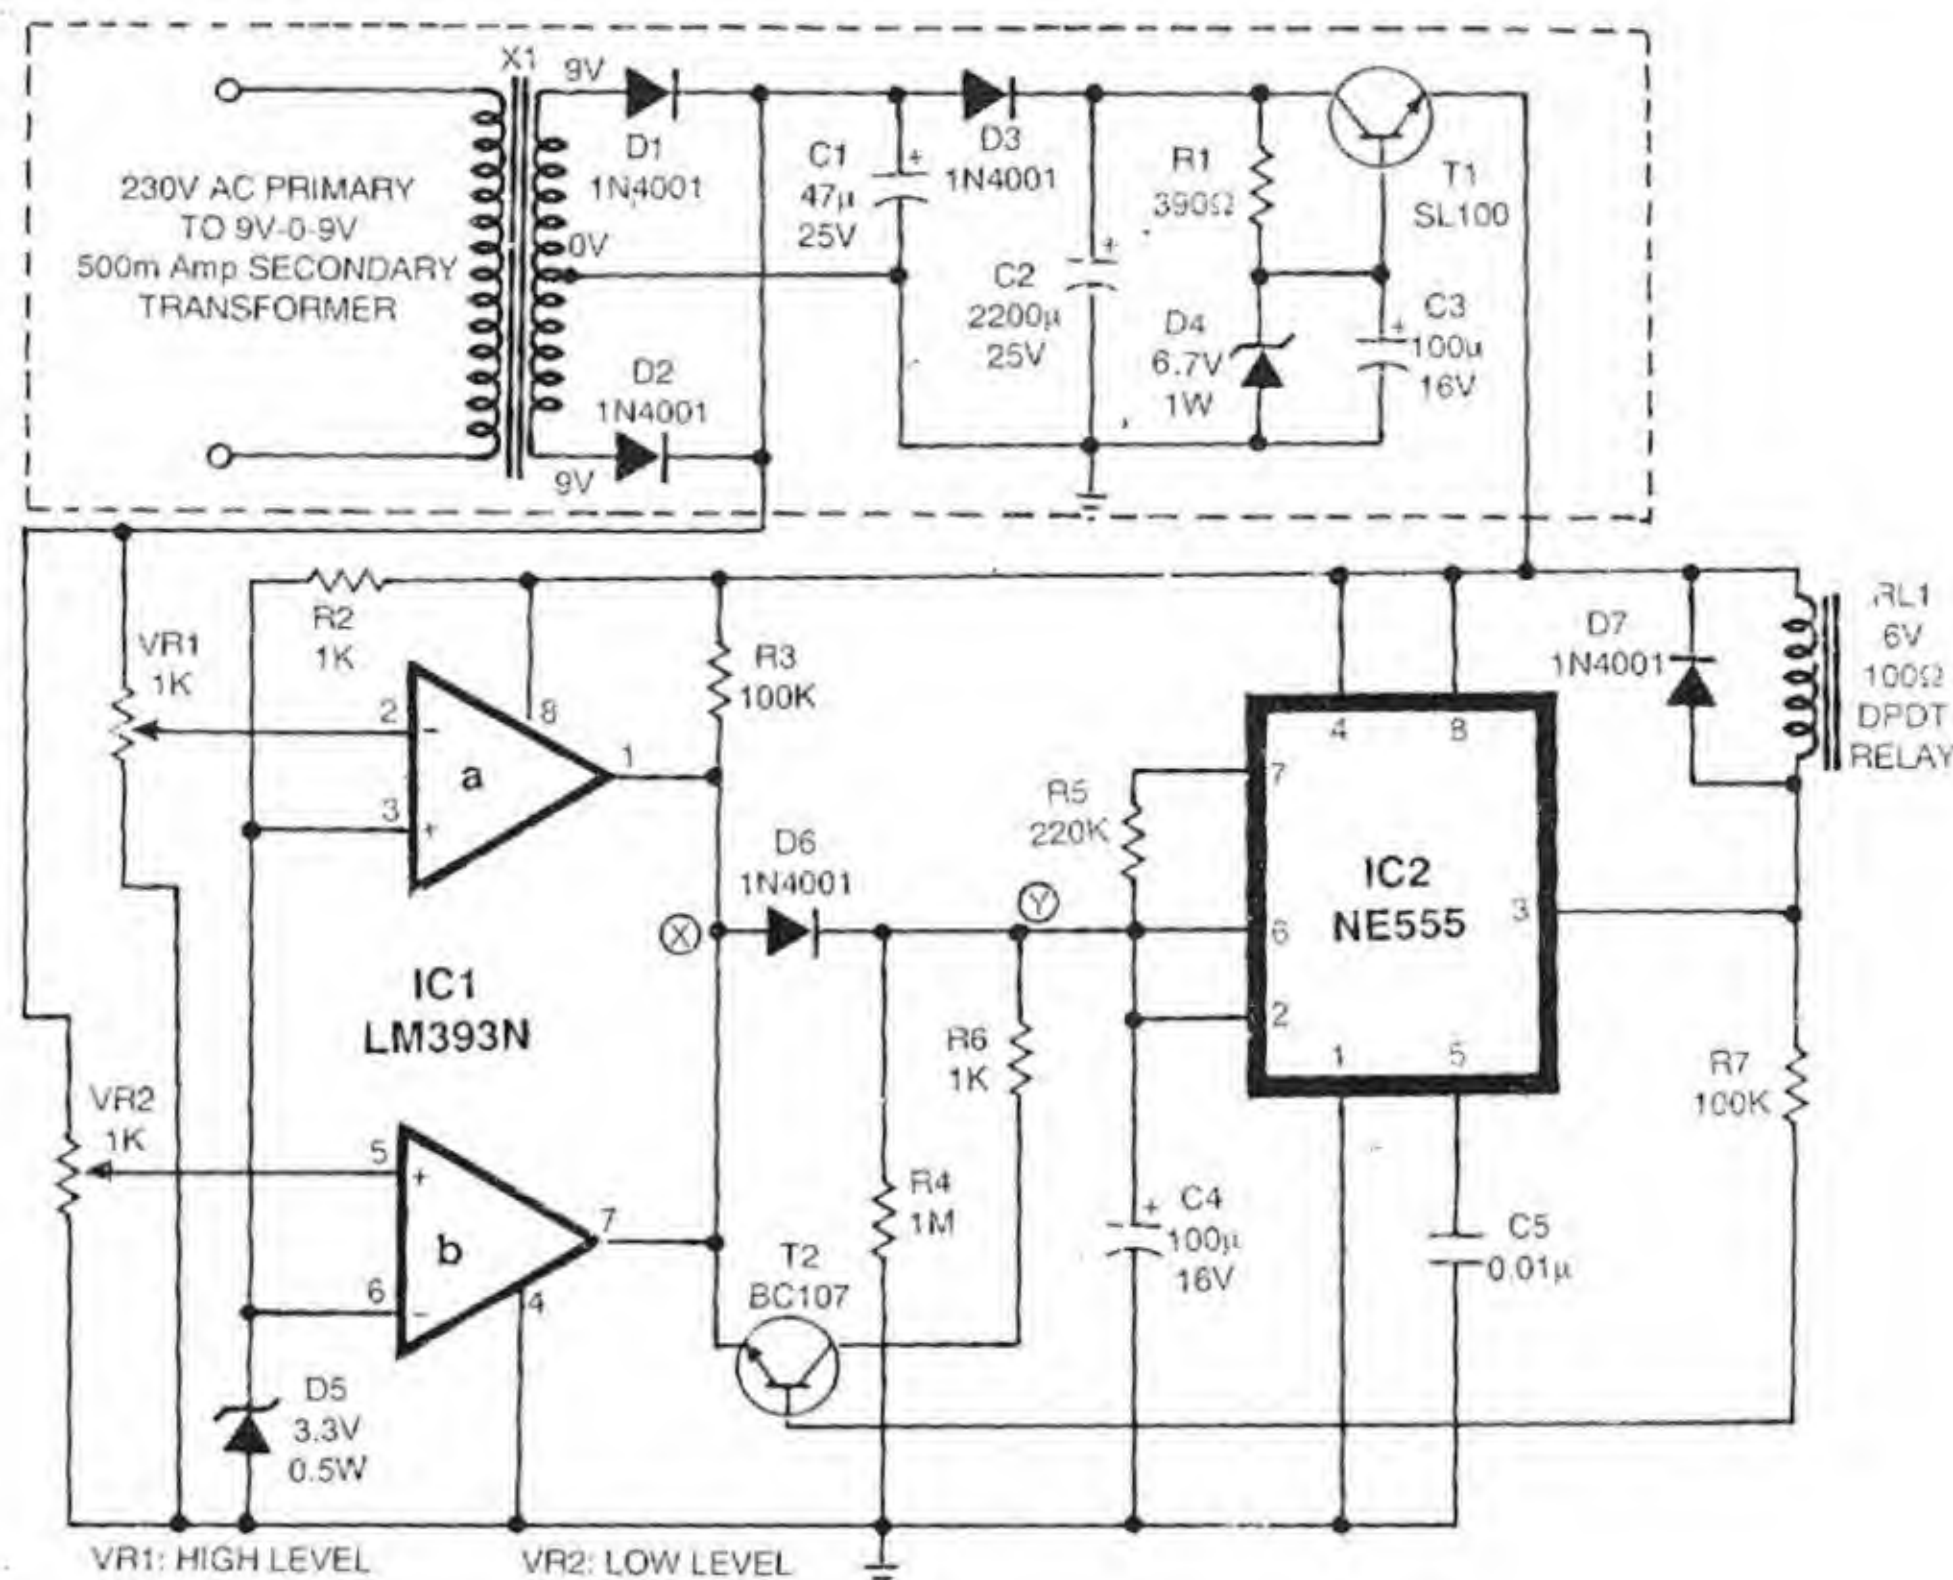 X1
9V
D1
1N4001
230V AC PRIMARY
TO 9V-0-9V
500m Amp SECONDARY
TRANSFORMER
0V
D2
1N4001
9V
C1
+
47µ
25V
D3
1N4001
C2
+
2200µ
25V
R1
390Ω
T1
SL100
D4
6.7V
1W
C3
+
100u
16V
R2
1K
VR1
1K
2
−
8
a
1
3
+
R3
100K
D6
1N4001
X
Y
IC1
LM393N
VR2
1K
5
+
b
7
6
−
4
D5
3.3V
0.5W
T2
BC107
R4
1M
R6
1K
R5
220K
C4
+
100µ
16V
4
8
7
6
2
1
5
3
IC2
NE555
C5
0.01µ
D7
1N4001
RL1
6V
100Ω
DPDT
RELAY
R7
100K
VR1: HIGH LEVEL
VR2: LOW LEVEL